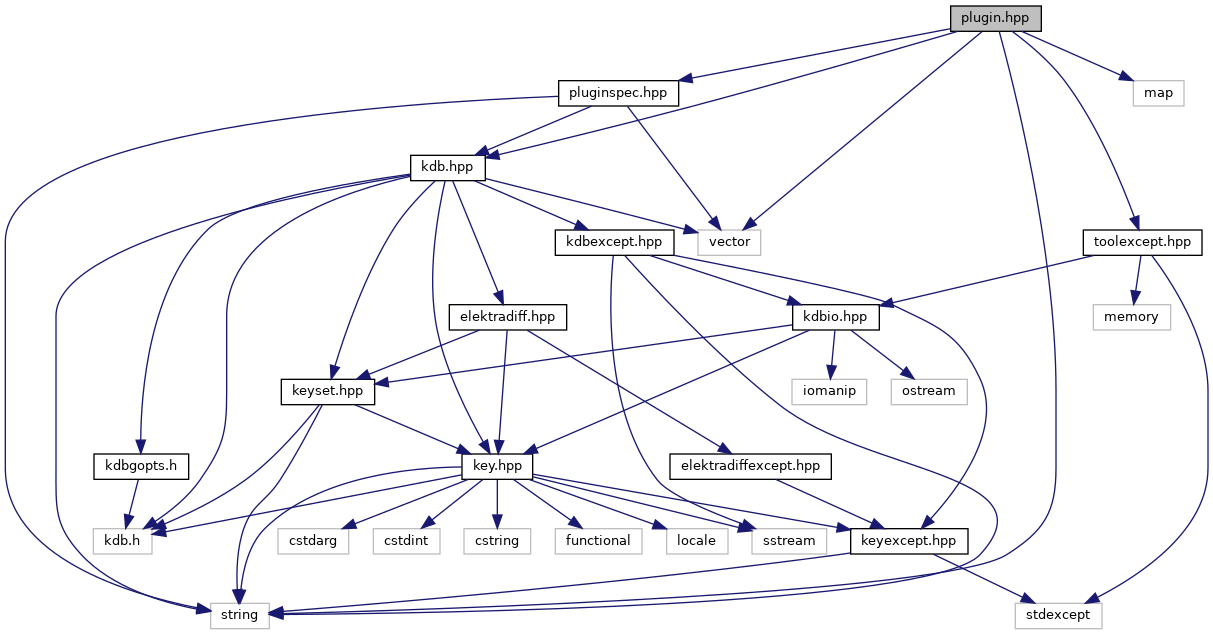 plugin.hpp
pluginspec.hpp
map
kdb.hpp
kdbexcept.hpp
vector
toolexcept.hpp
elektradiff.hpp
kdbio.hpp
memory
keyset.hpp
iomanip
ostream
kdbgopts.h
key.hpp
elektradiffexcept.hpp
kdb.h
cstdarg
cstdint
cstring
functional
locale
sstream
keyexcept.hpp
string
stdexcept